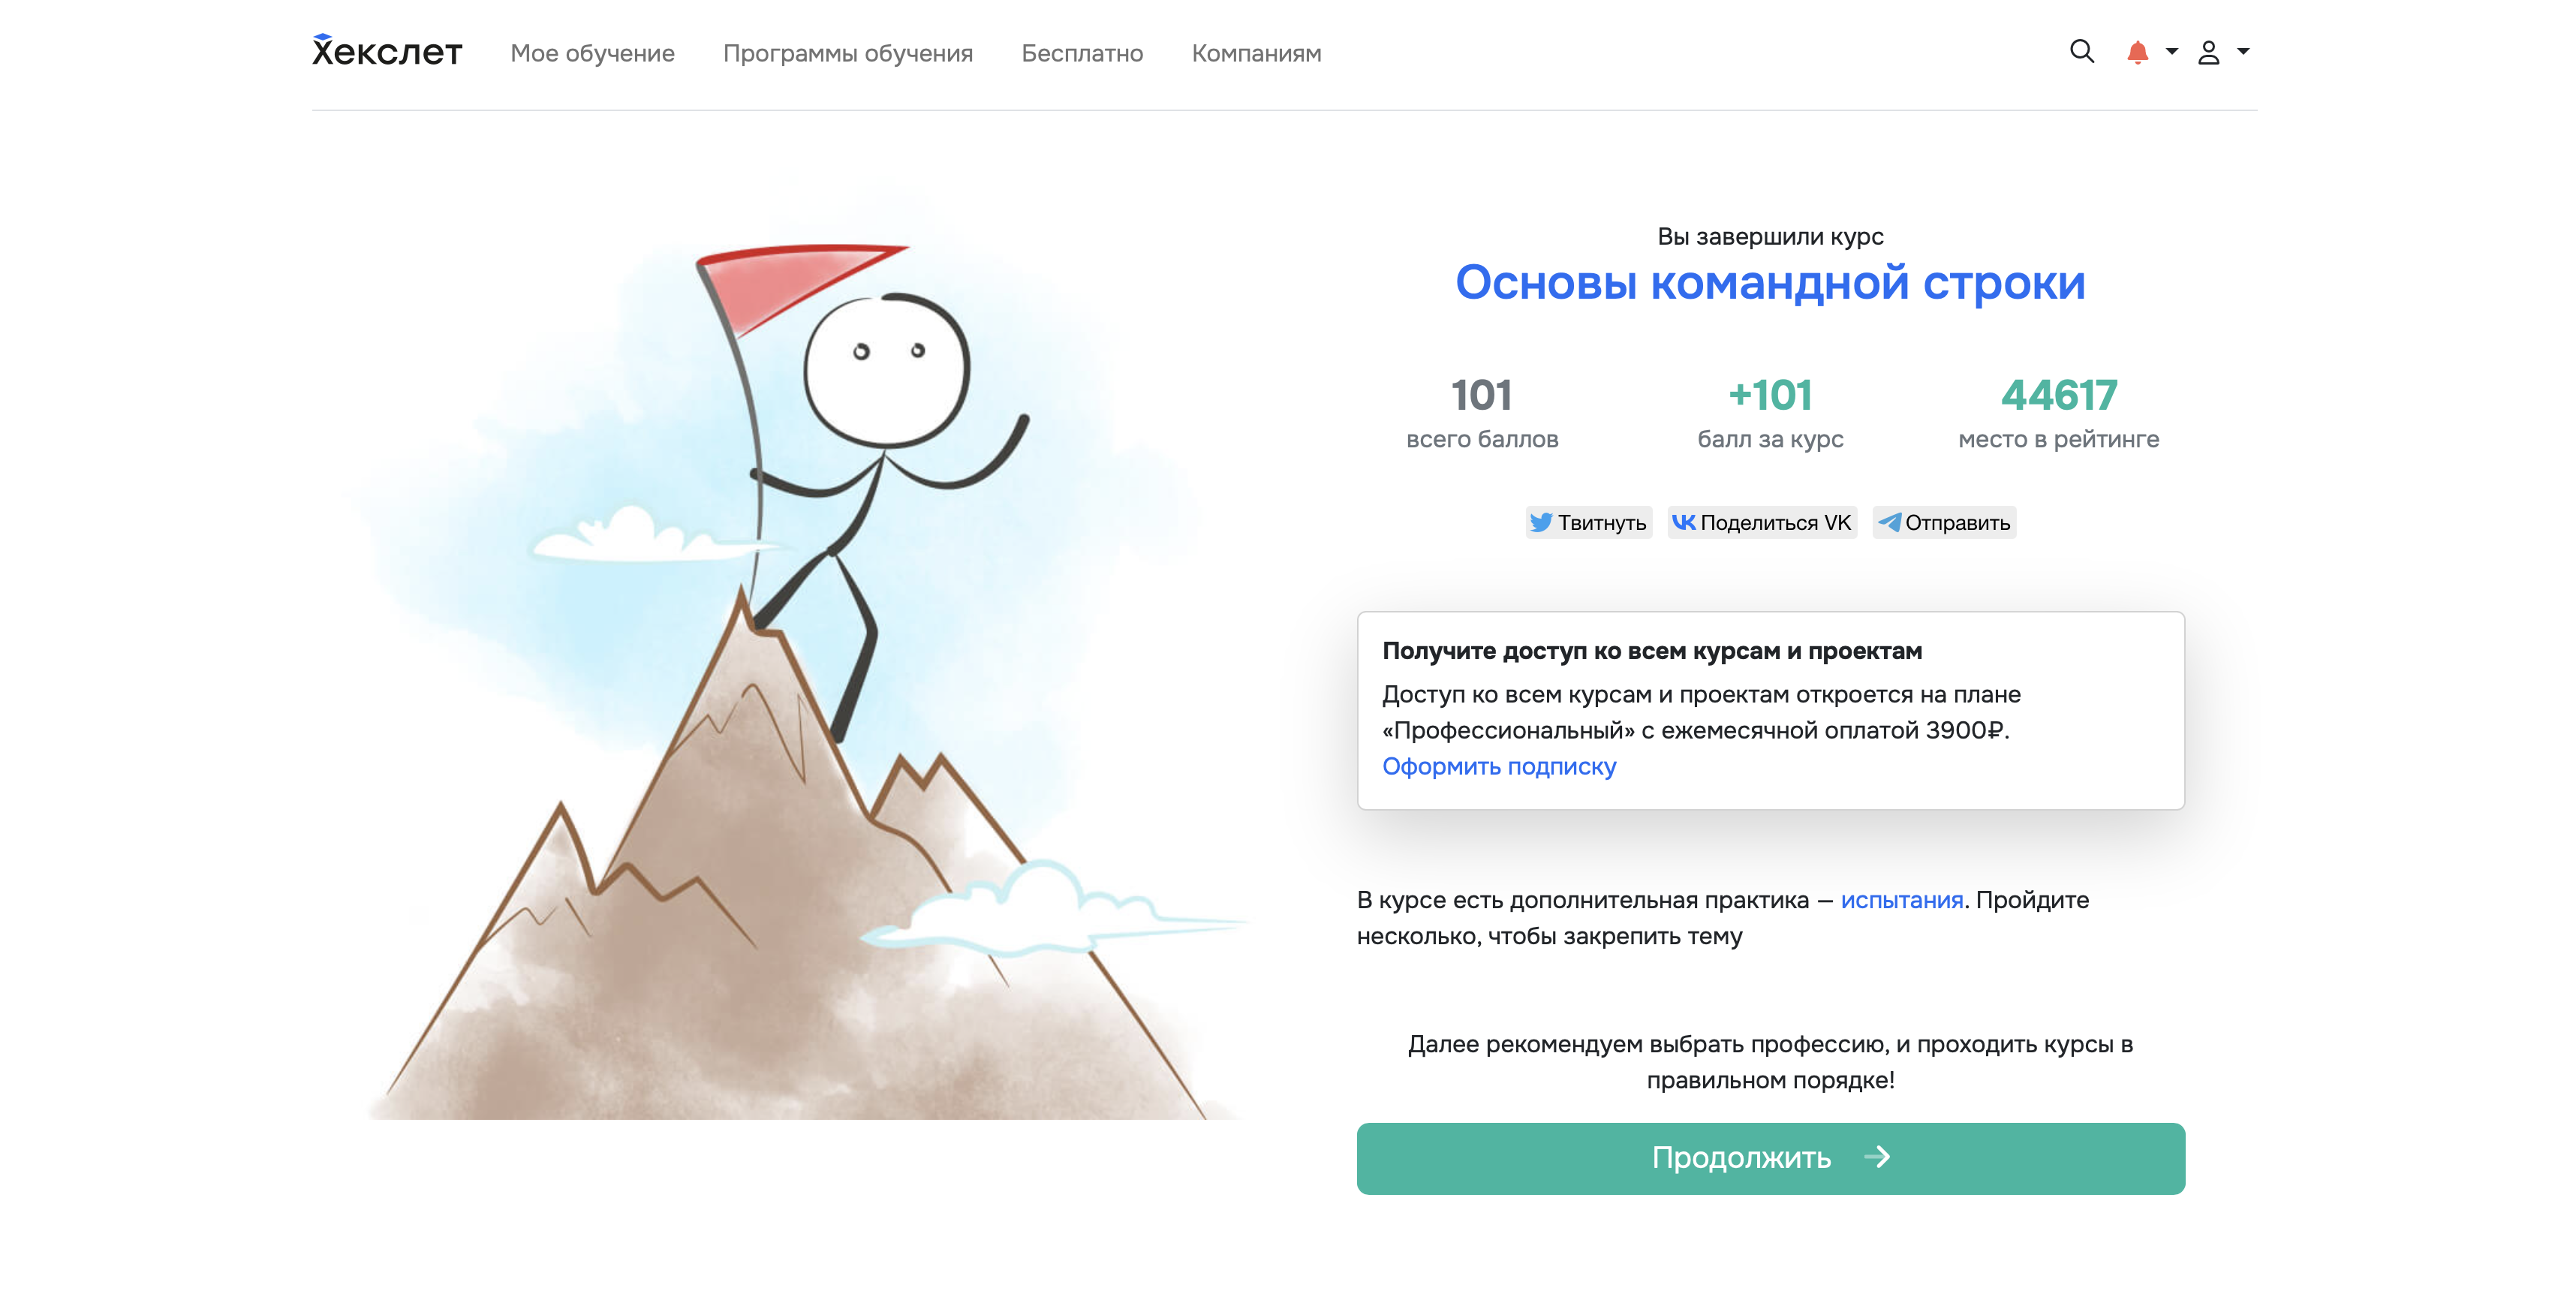 Хекслет
Мое обучение
Программы обучения
Бесплатно
Компаниям
Вы завершили курс
Основы командной строки
101
всего баллов
+101
балл за курс
44617
место в рейтинге
Твитнуть
Поделиться VK
Отправить
Получите доступ ко всем курсам и проектам
Доступ ко всем курсам и проектам откроется на плане
«Профессиональный» с ежемесячной оплатой 3900₽.
Оформить подписку
В курсе есть дополнительная практика — испытания. Пройдите
несколько, чтобы закрепить тему
Далее рекомендуем выбрать профессию, и проходить курсы в
правильном порядке!
Продолжить